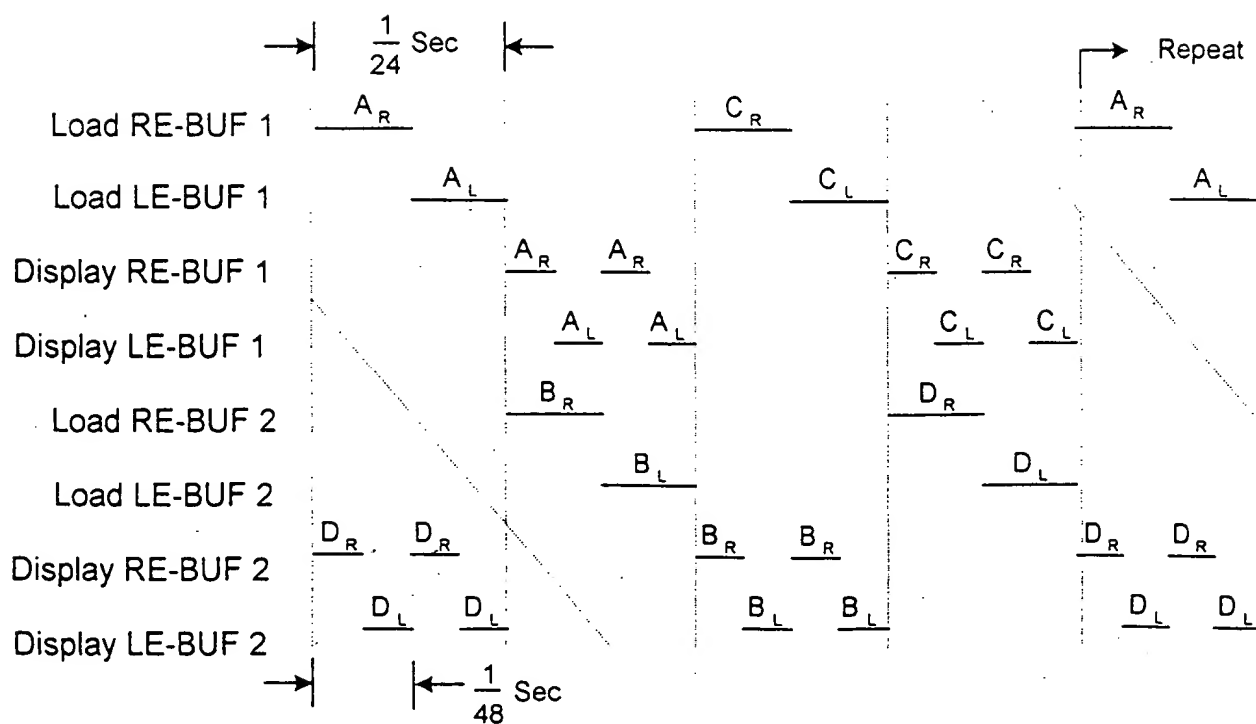 1/24 Sec
Repeat
Load RE-BUF 1 A_R C_R A_R
Load LE-BUF 1 A_L C_L A_L
Display RE-BUF 1 A_R A_R C_R C_R
Display LE-BUF 1 A_L A_L C_L C_L
Load RE-BUF 2 B_R D_R
Load LE-BUF 2 B_L D_L
Display RE-BUF 2 D_R D_R B_R B_R D_R D_R
Display LE-BUF 2 D_L D_L B_L B_L D_L D_L
1/48 Sec